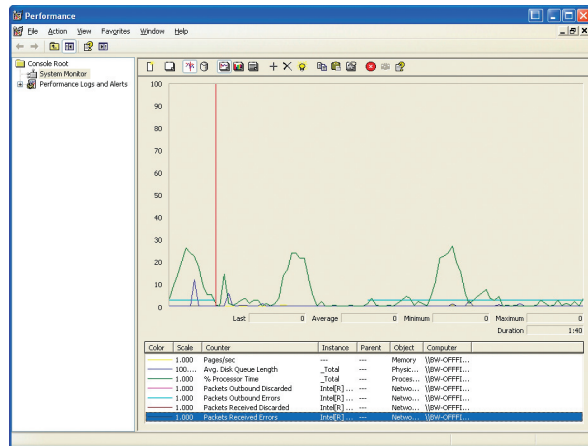 Performance
File Action View Favorites Window Help
Console Root
System Monitor
Performance Logs and Alerts
100
90
80
70
60
50
40
30
20
10
0
Last 0 Average 0 Minimum 0 Maximum 0
Duration 1:40
Color Scale Counter Instance Parent Object Computer
1.000 Pages/sec --- --- Memory \\BW-OFFFI...
100.... Avg. Disk Queue Length _Total --- Physic... \\BW-OFFFI...
1.000 % Processor Time _Total --- Proces... \\BW-OFFFI...
1.000 Packets Outbound Discarded Intel[R] ... --- Netwo... \\BW-OFFFI...
1.000 Packets Outbound Errors Intel[R] ... --- Netwo... \\BW-OFFFI...
1.000 Packets Received Discarded Intel[R] ... --- Netwo... \\BW-OFFFI...
1.000 Packets Received Errors Intel[R] ... --- Netwo... \\BW-OFFFI...